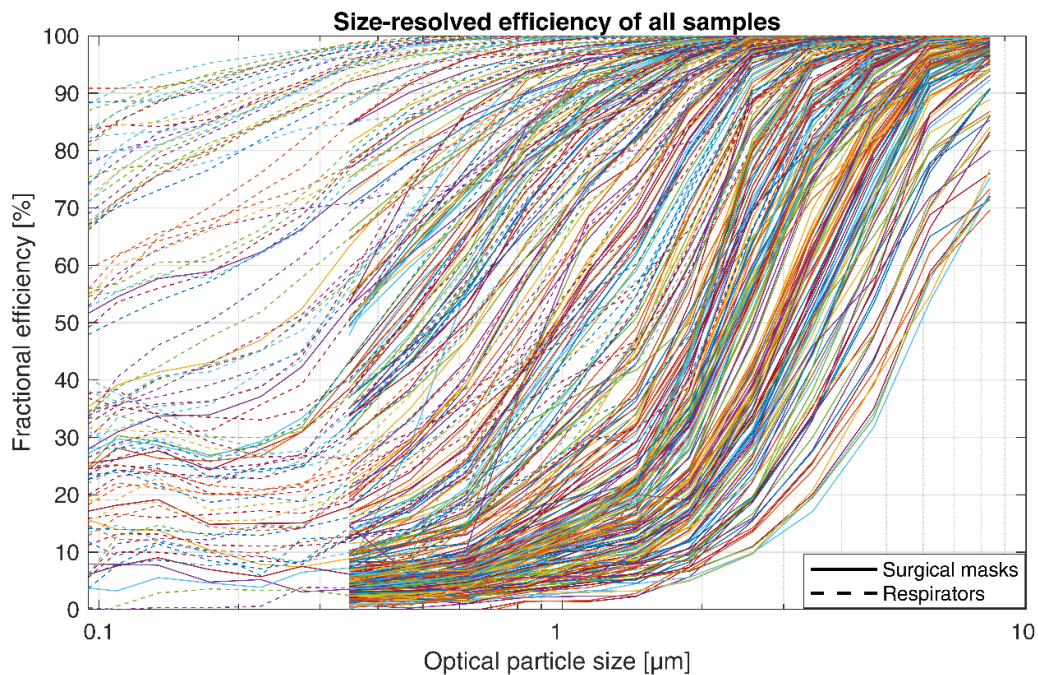 Size-resolved efficiency of all samples
100
90
80
70
60
50
40
30
20
10
0
Fractional efficiency [%]
0.1
1
10
Optical particle size [µm]
Surgical masks
Respirators